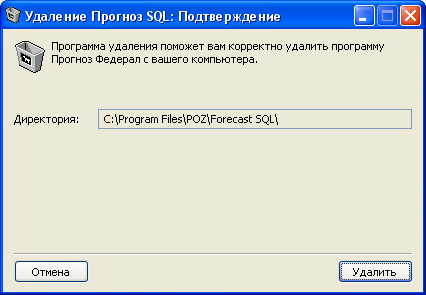 Удаление Прогноз SQL: Подтверждение
Программа удаления поможет вам корректно удалить программу
Прогноз Федерал с вашего компьютера.
Директория: C:\Program Files\POZ\Forecast SQL\
Отмена Удалить